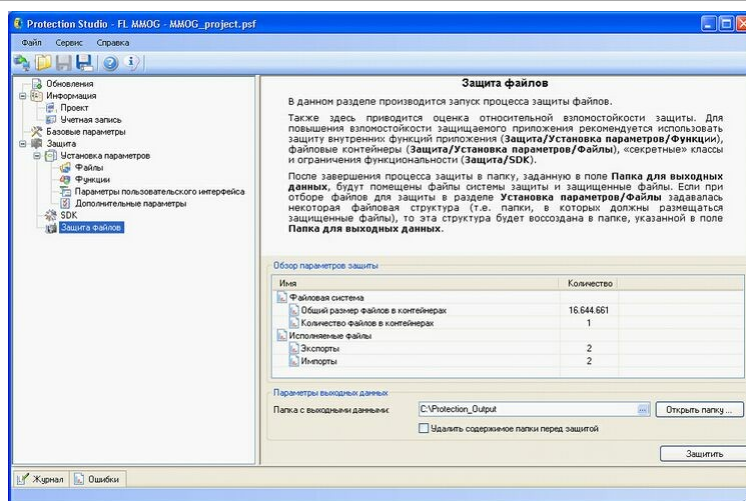 Protection Studio - FL MMOG - MMOG_project.psf
Файл Сервис Справка
Обновления
Информация
Проект
Учетная запись
Базовые параметры
Защита
Установка параметров
Файлы
Функции
Параметры пользовательского интерфейса
Дополнительные параметры
SDK
Защита файлов
Защита файлов
В данном разделе производится запуск процесса защиты файлов.
Также здесь приводится оценка относительной взломостойкости защиты. Для
повышения взломостойкости защищаемого приложения рекомендуется использовать
защиту внутренних функций приложения (Защита/Установка параметров/Функции),
файловые контейнеры (Защита/Установка параметров/Файлы), «секретные» классы
и ограничения функциональности (Защита/SDK).
После завершения процесса защиты в папку, заданную в поле Папка для выходных
данных, будут помещены файлы системы защиты и защищенные файлы. Если при
отборе файлов для защиты в разделе Установка параметров/Файлы задавалась
некоторая файловая структура (т.е. папки, в которых должны размещаться
защищенные файлы), то эта структура будет воссоздана в папке, указанной в поле
Папка для выходных данных.
Обзор параметров защиты
Имя Количество
Файловая система
Общий размер файлов в контейнерах 16.644.661
Количество файлов в контейнерах 1
Исполняемые файлы
Экспорты 2
Импорты 2
Параметры выходных данных
Папка с выходными данными: C:\Protection_Output ... Открыть папку ...
Удалить содержимое папки перед защитой
Защитить
Журнал Ошибки